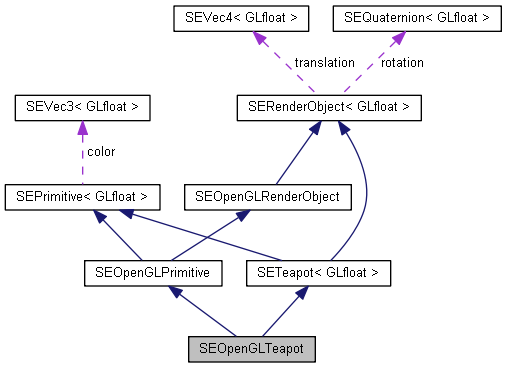 SEVec4< GLfloat >
SEQuaternion< GLfloat >
translation
rotation
SEVec3< GLfloat >
SERenderObject< GLfloat >
color
SEPrimitive< GLfloat >
SEOpenGLRenderObject
SEOpenGLPrimitive
SETeapot< GLfloat >
SEOpenGLTeapot